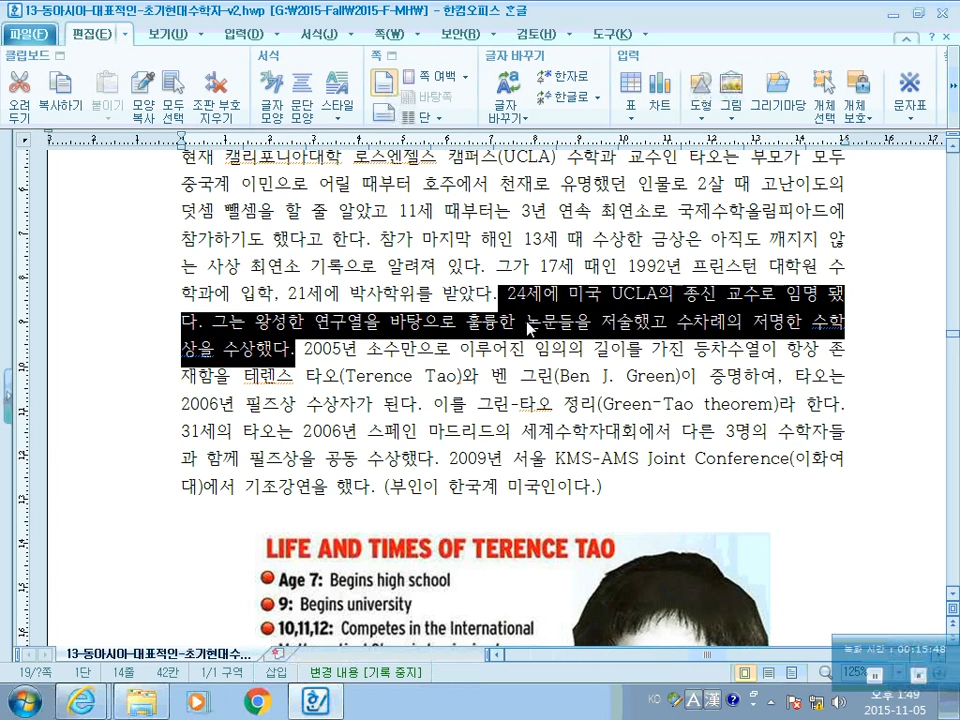 13-동아시아-대표적인-초기현대수학자-v2.hwp [G:\2015-Fall\2015-F-MH\] - 한컴오피스 한글
파일(F) 편집(E) 보기(U) 입력(D) 서식(J) 쪽(W) 보안(R) 검토(H) 도구(K)
클립보드 서식 쪽 글자 바꾸기 입력
오려 두기 복사하기 붙이기 모양 복사 모두 선택 조판 부호 지우기 글자 모양 문단 모양 스타일 쪽 여백 바탕쪽 단 글자 바꾸기 한자로 한글로 표 차트 도형 그림 그리기마당 개체 선택 개체 보호 문자표
현재 캘리포니아대학 로스엔젤스 캠퍼스(UCLA) 수학과 교수인 타오는 부모가 모두
중국계 이민으로 어릴 때부터 호주에서 천재로 유명했던 인물로 2살 때 고난이도의
덧셈 뺄셈을 할 줄 알았고 11세 때부터는 3년 연속 최연소로 국제수학올림피아드에
참가하기도 했다고 한다. 참가 마지막 해인 13세 때 수상한 금상은 아직도 깨지지 않
는 사상 최연소 기록으로 알려져 있다. 그가 17세 때인 1992년 프린스턴 대학원 수
학과에 입학, 21세에 박사학위를 받았다. 24세에 미국 UCLA의 종신 교수로 임명 됐
다. 그는 왕성한 연구열을 바탕으로 훌륭한 논문들을 저술했고 수차례의 저명한 수학
상을 수상했다. 2005년 소수만으로 이루어진 임의의 길이를 가진 등차수열이 항상 존
재함을 테렌스 타오(Terence Tao)와 벤 그린(Ben J. Green)이 증명하여, 타오는
2006년 필즈상 수상자가 된다. 이를 그린-타오 정리(Green-Tao theorem)라 한다.
31세의 타오는 2006년 스페인 마드리드의 세계수학자대회에서 다른 3명의 수학자들
과 함께 필즈상을 공동 수상했다. 2009년 서울 KMS-AMS Joint Conference(이화여
대)에서 기조강연을 했다. (부인이 한국계 미국인이다.)
LIFE AND TIMES OF TERENCE TAO
Age 7: Begins high school
9: Begins university
10,11,12: Competes in the International
13-동아시아-대표적인-초기현대수...
녹화 시간 : 00:15:48
19/?쪽 1단 14줄 42칸 1/1 구역 삽입 변경 내용 [기록 중지] 125%
오후 1:49
2015-11-05